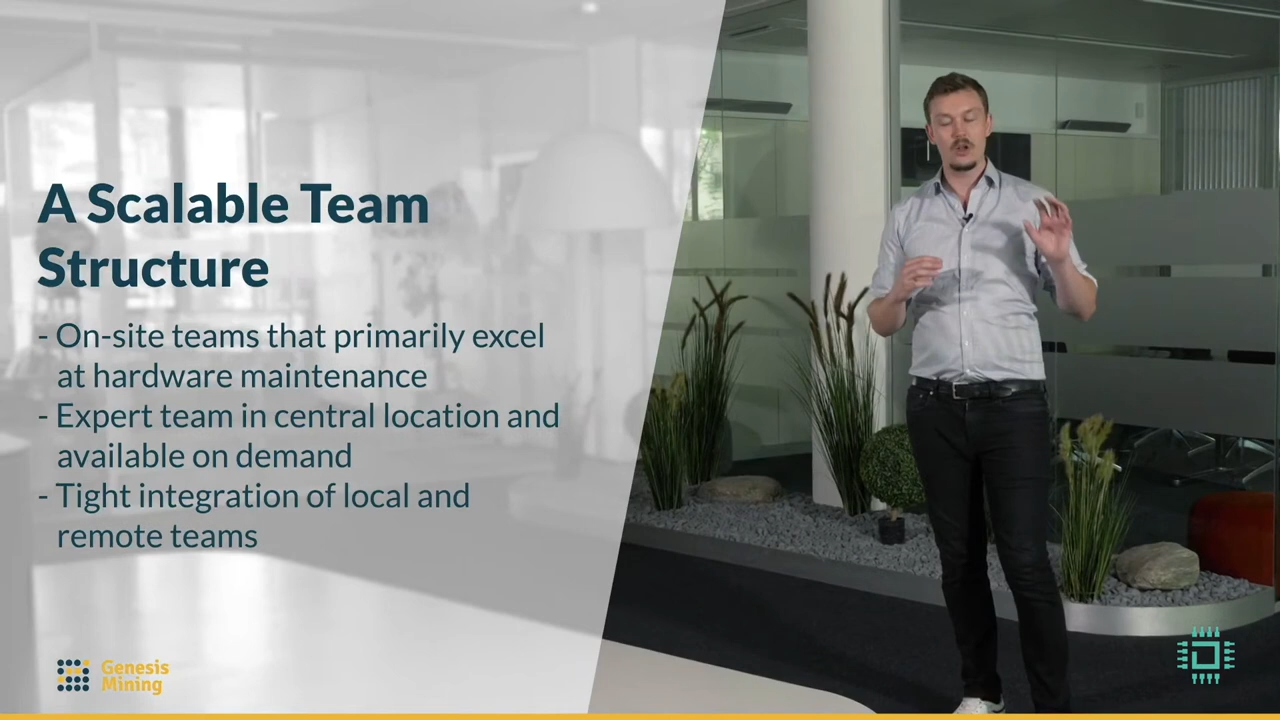 A Scalable Team
Structure
- On-site teams that primarily excel
at hardware maintenance
- Expert team in central location and
available on demand
- Tight integration of local and
remote teams
Genesis
Mining